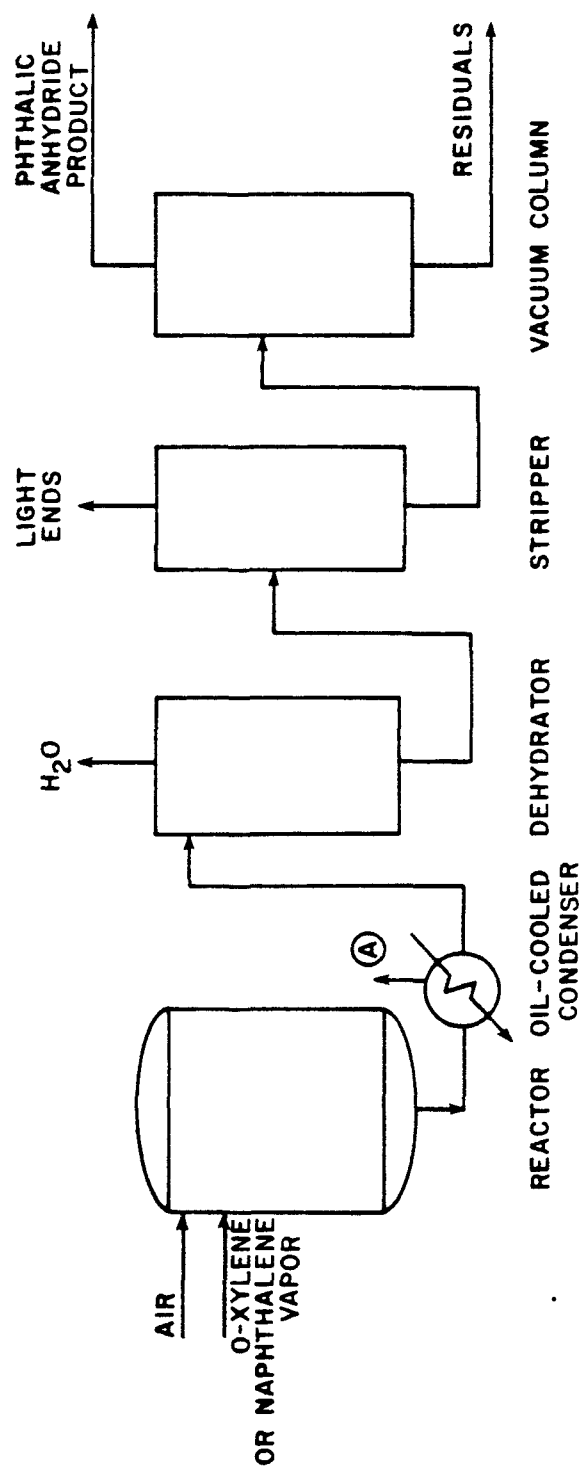 AIR
O-XYLENE
OR NAPHTHALENE
VAPOR
REACTOR
A
OIL-COOLED
CONDENSER
H2O
DEHYDRATOR
LIGHT
ENDS
STRIPPER
PHTHALIC
ANHYDRIDE
PRODUCT
RESIDUALS
VACUUM COLUMN